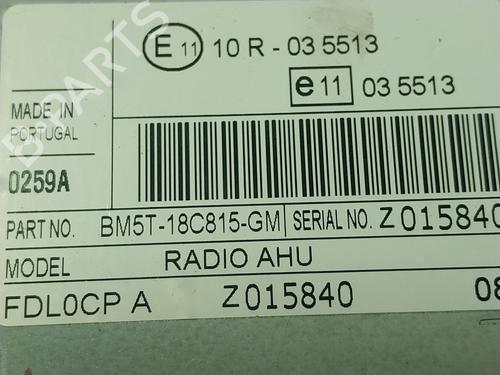 E 11 10 R - 03 5513
e 11 03 5513
MADE IN
PORTUGAL
0259A
PART NO. BM5T-18C815-GM SERIAL NO. Z015840
MODEL RADIO AHU
FDL0CP A Z015840 08
B PARTS